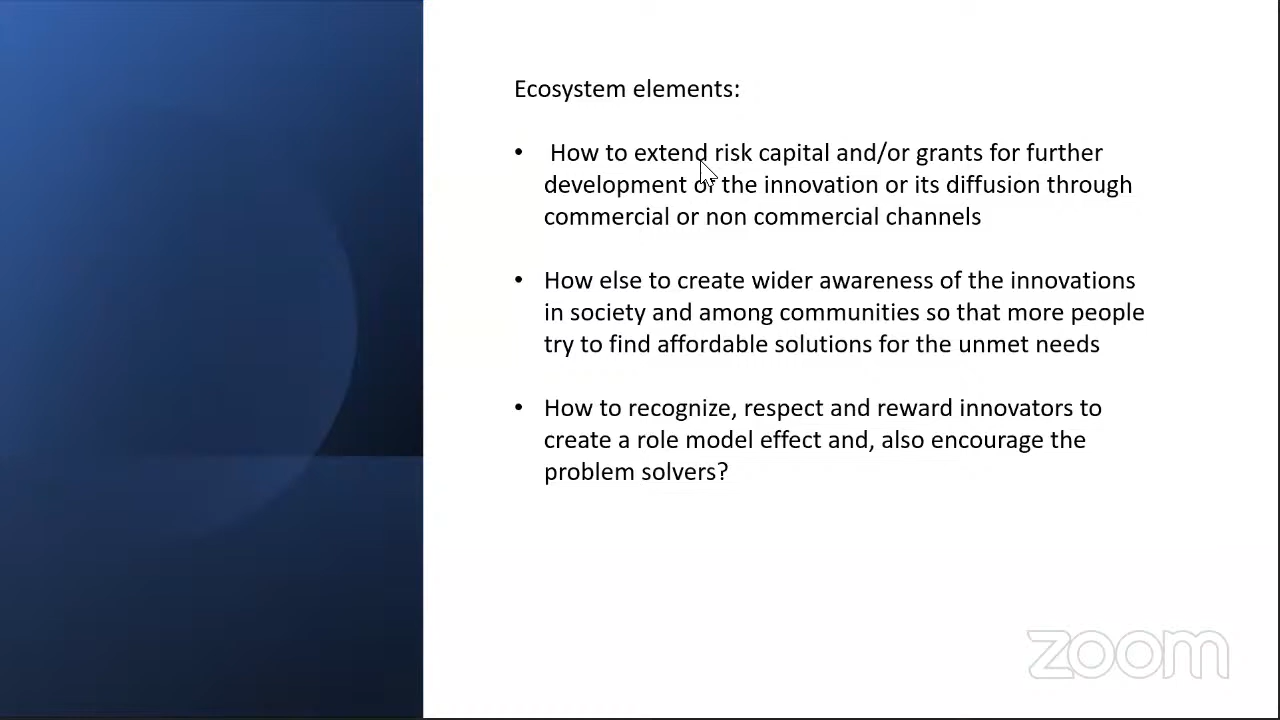 Ecosystem elements:
• How to extend risk capital and/or grants for further
development of the innovation or its diffusion through
commercial or non commercial channels
• How else to create wider awareness of the innovations
in society and among communities so that more people
try to find affordable solutions for the unmet needs
• How to recognize, respect and reward innovators to
create a role model effect and, also encourage the
problem solvers?
zoom